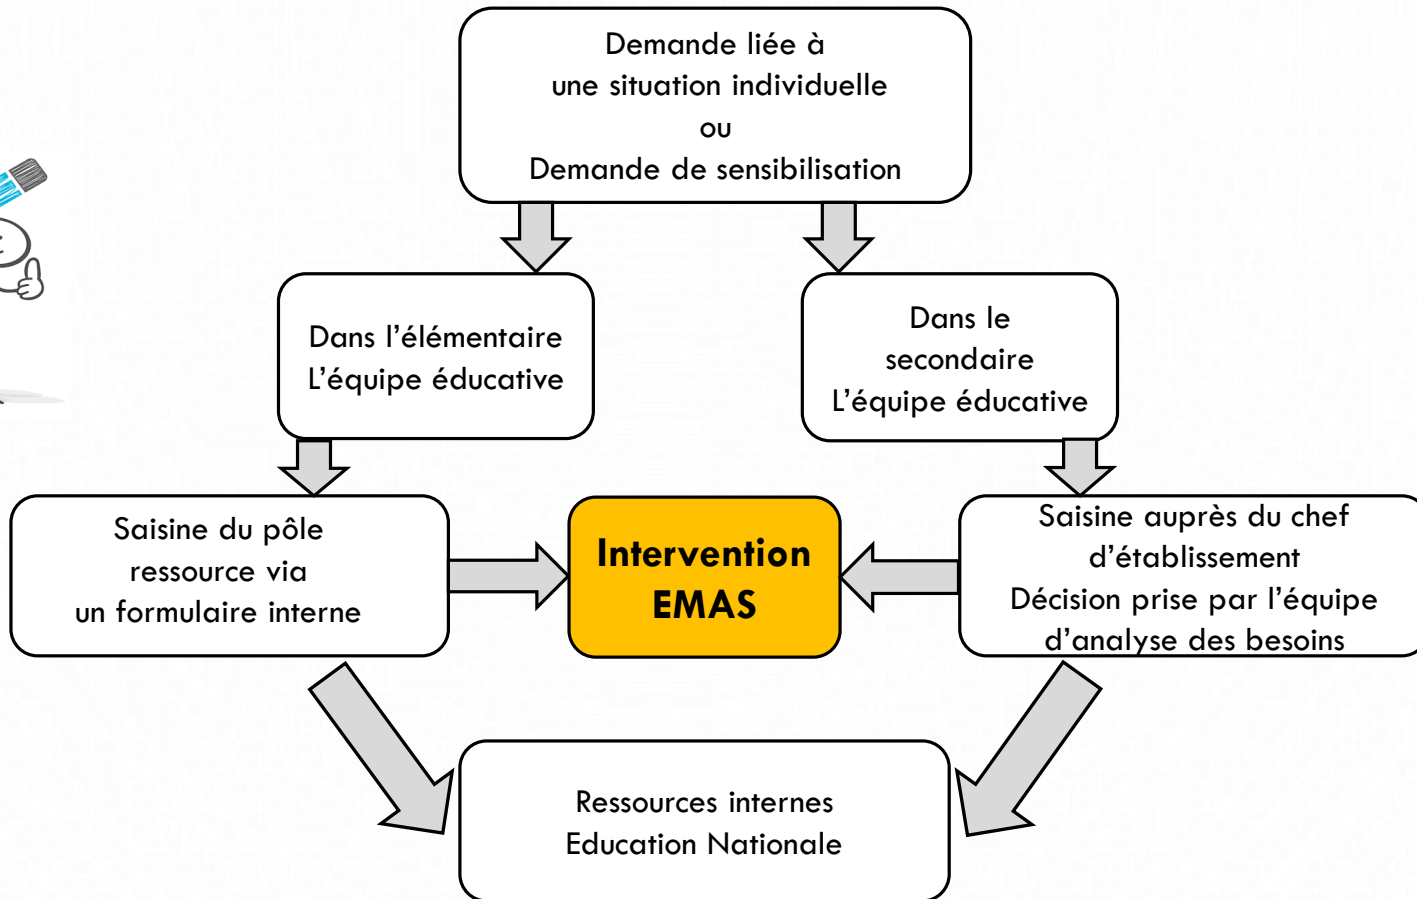 Demande liée à
une situation individuelle
ou
Demande de sensibilisation
Dans l'élémentaire
L'équipe éducative
Dans le
secondaire
L'équipe éducative
Saisine du pôle
ressource via
un formulaire interne
Intervention
EMAS
Saisine auprès du chef
d'établissement
Décision prise par l'équipe
d'analyse des besoins
Ressources internes
Education Nationale